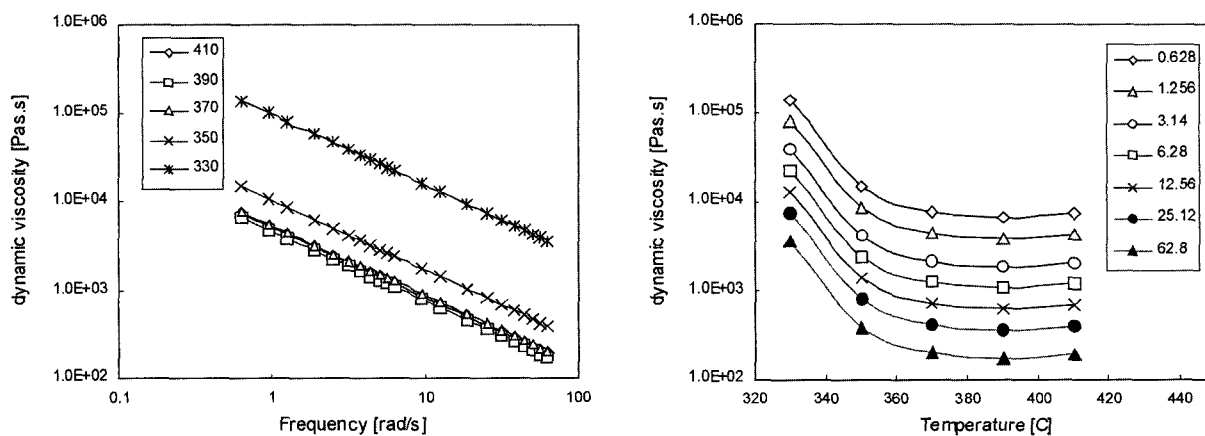 1.0E+06
1.0E+05
1.0E+04
1.0E+03
1.0E+02
dynamic viscosity [Pas.s]
410
390
370
350
330
0.1
1
10
100
Frequency [rad/s]
1.0E+06
1.0E+05
1.0E+04
1.0E+03
1.0E+02
dynamic viscosity [Pas.s]
0.628
1.256
3.14
6.28
12.56
25.12
62.8
320
340
360
380
400
420
440
Temperature [C]